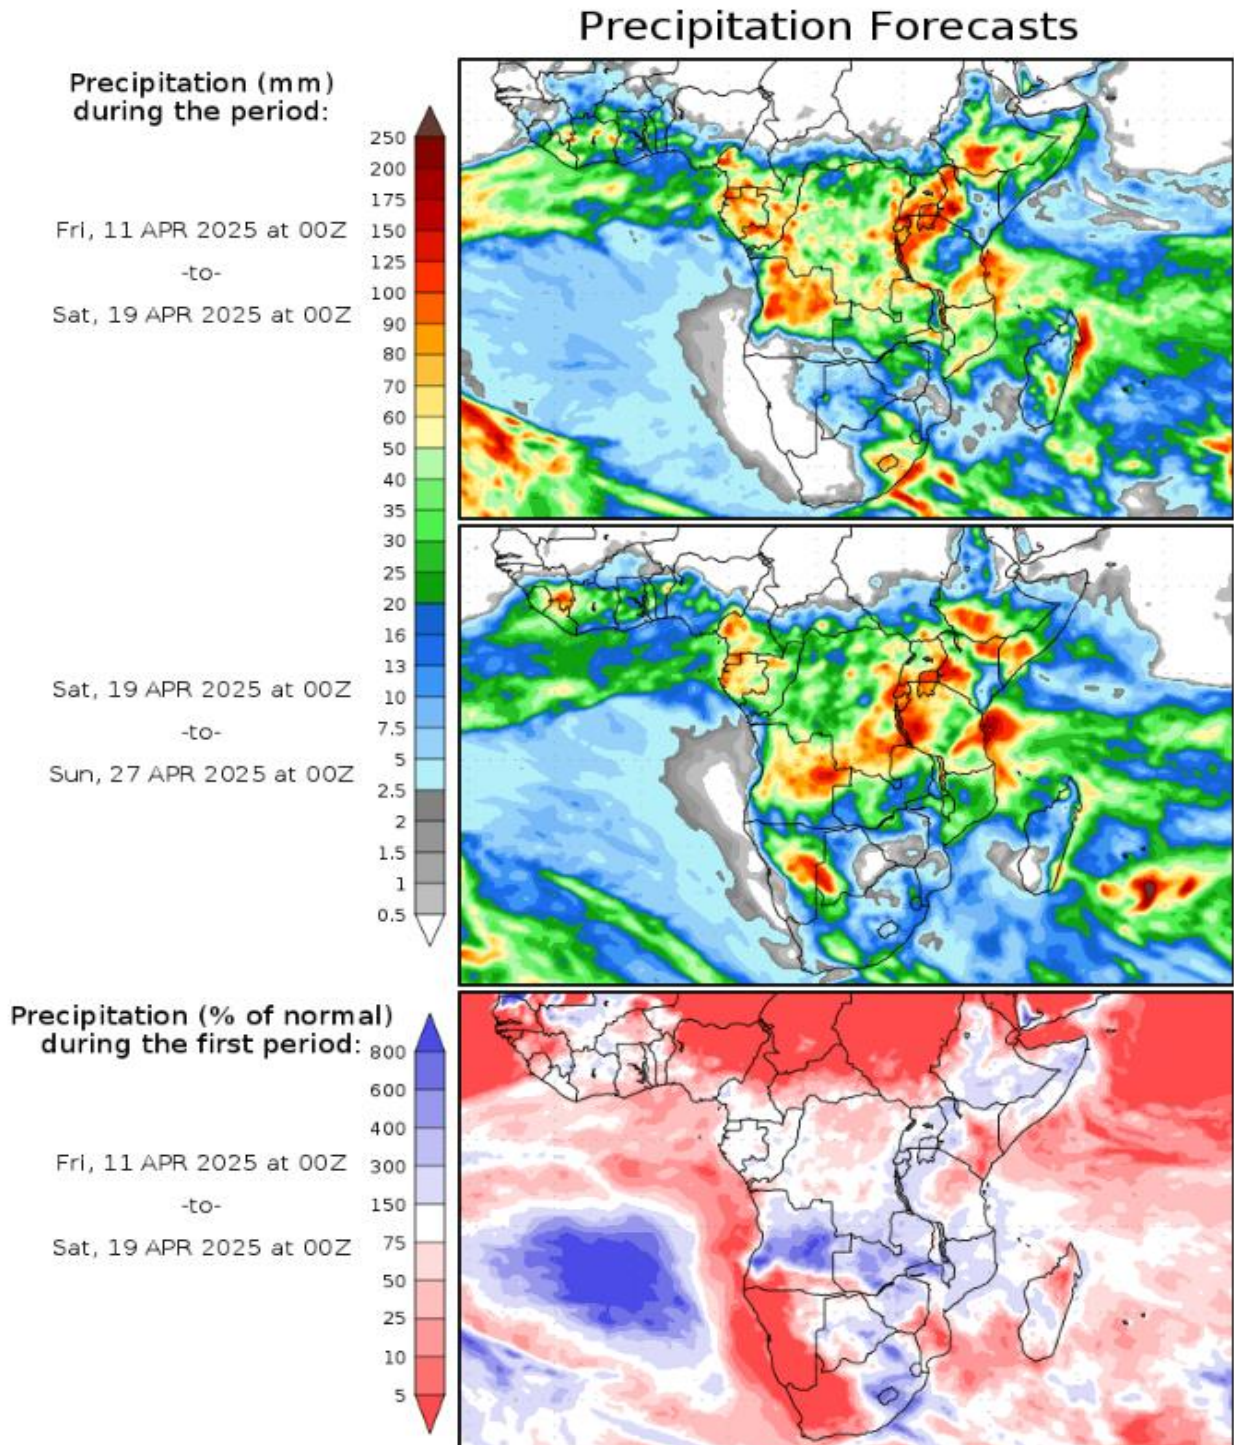 Precipitation Forecasts
Precipitation (mm)
during the period:
250
200
175
150
125
100
90
80
70
60
50
40
35
30
25
20
16
13
10
7.5
5
2.5
2
1.5
1
0.5
Fri, 11 APR 2025 at 00Z
-to-
Sat, 19 APR 2025 at 00Z
Sat, 19 APR 2025 at 00Z
-to-
Sun, 27 APR 2025 at 00Z
Precipitation (% of normal)
during the first period:
800
600
400
300
150
75
50
25
10
5
Fri, 11 APR 2025 at 00Z
-to-
Sat, 19 APR 2025 at 00Z